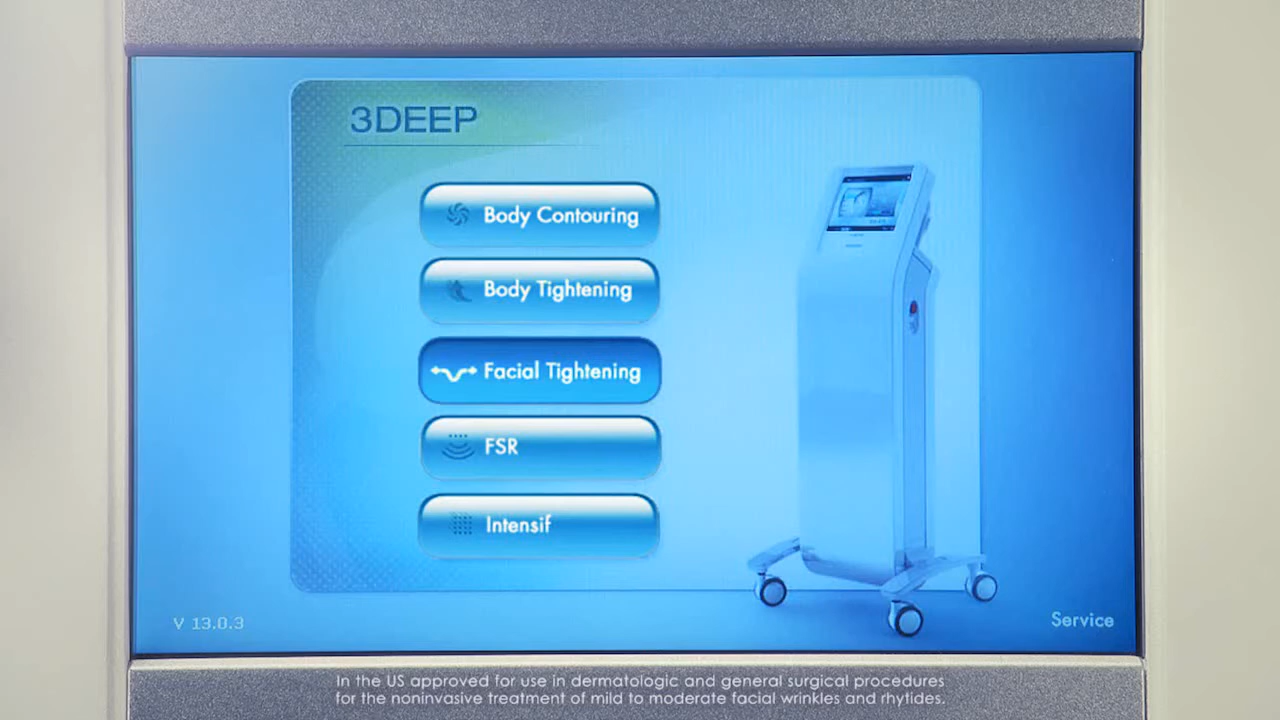 3DEEP
Body Contouring
Body Tightening
Facial Tightening
FSR
Intensif
V 13.0.3
Service
In the US approved for use in dermatologic and general surgical procedures
for the noninvasive treatment of mild to moderate facial wrinkles and rhytides.